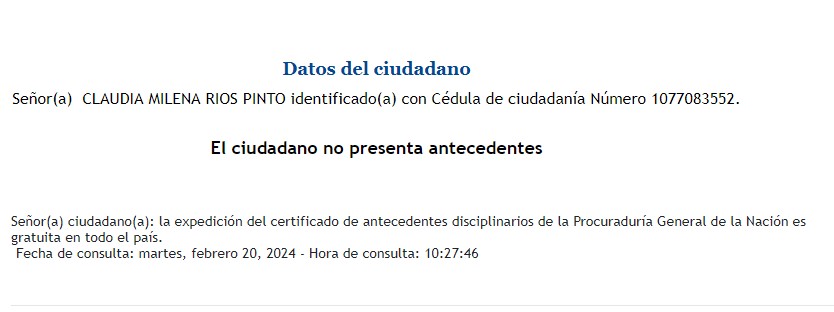 Datos del ciudadano
Señor(a) CLAUDIA MILENA RIOS PINTO identificado(a) con Cédula de ciudadanía Número 1077083552.
El ciudadano no presenta antecedentes
Señor(a) ciudadano(a): la expedición del certificado de antecedentes disciplinarios de la Procuraduría General de la Nación es
gratuita en todo el país.
Fecha de consulta: martes, febrero 20, 2024 - Hora de consulta: 10:27:46